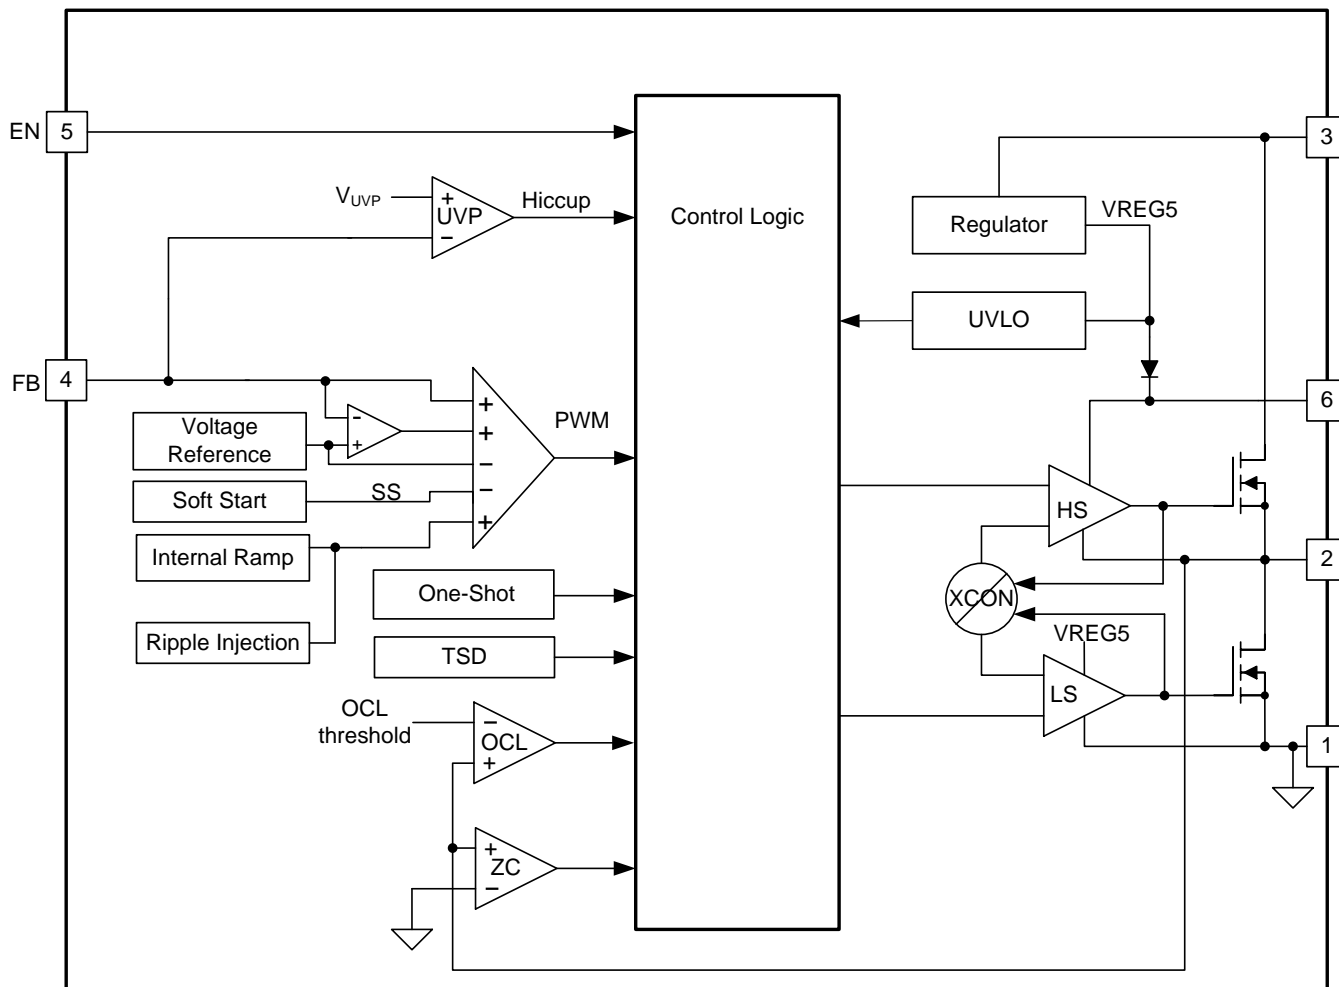 EN 5
3
V_UVP + UVP − Hiccup
Control Logic
Regulator
VREG5
UVLO
FB 4
6
Voltage
Reference
- +
+ + − − +
PWM
Soft Start
SS
HS
Internal Ramp
2
One-Shot
XCON
Ripple Injection
TSD
VREG5
LS
OCL
threshold
− OCL +
1
+ ZC −